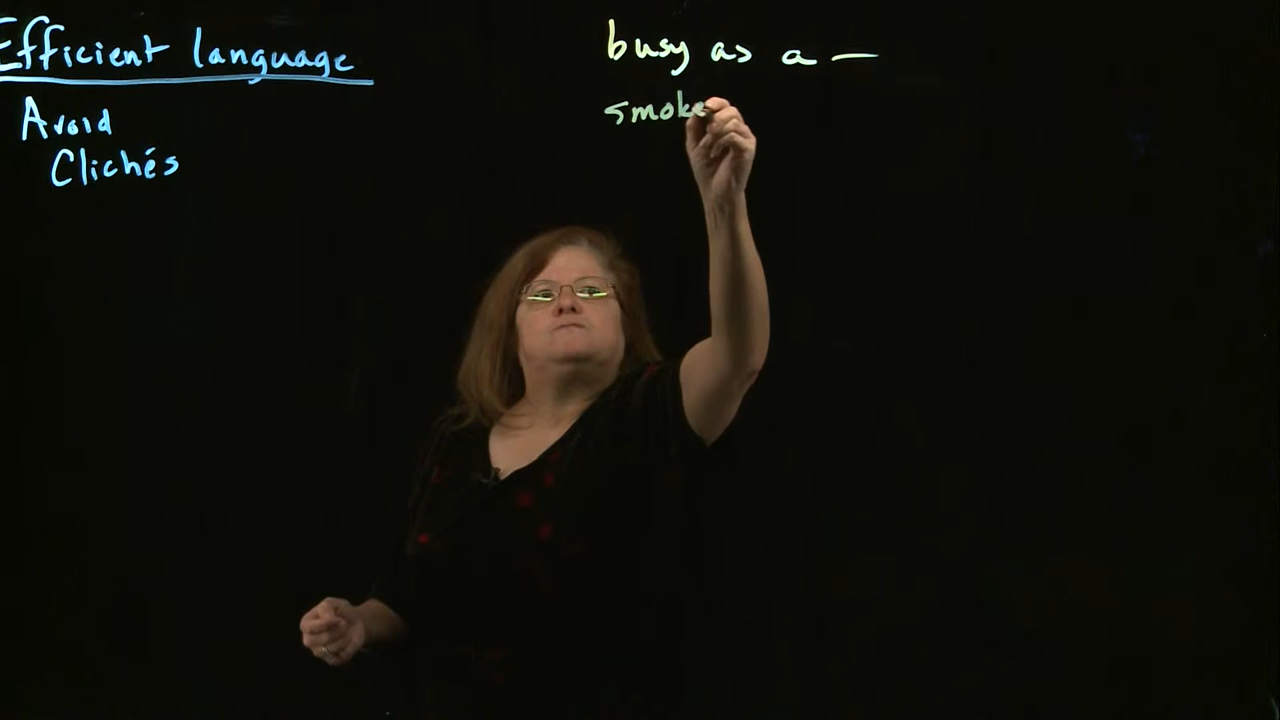 Efficient language
Avoid
Clichés
busy as a —
smoke